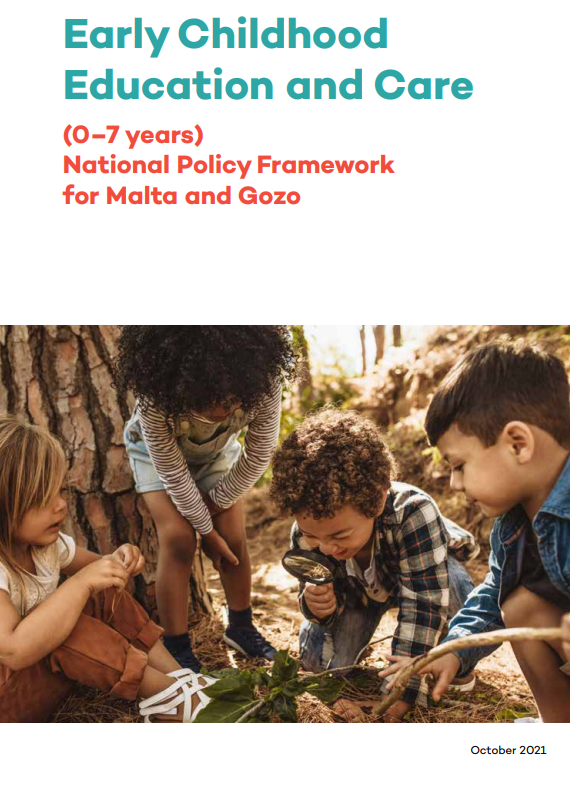 Early Childhood
Education and Care
(0–7 years)
National Policy Framework
for Malta and Gozo
October 2021